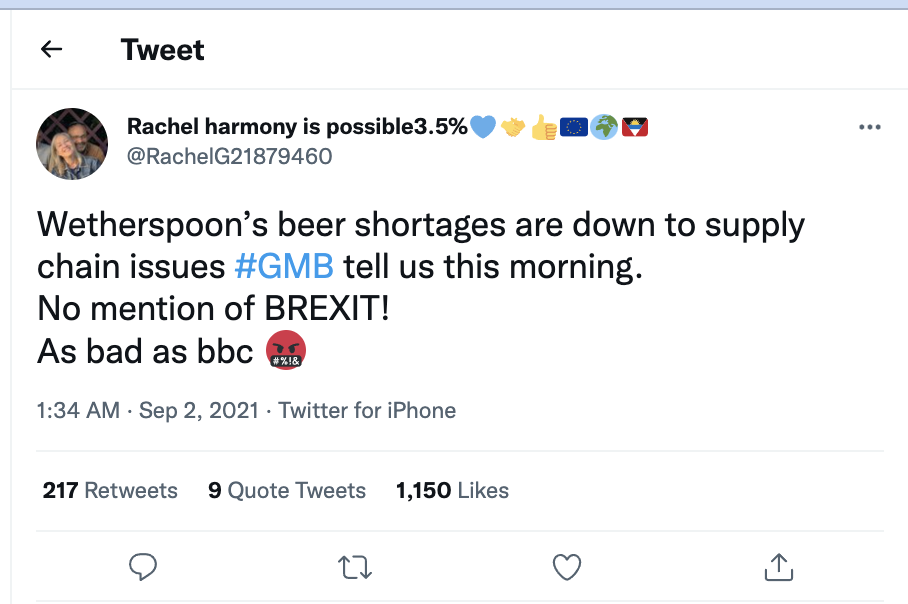 Tweet
Rachel harmony is possible3.5%💙🤝👍🇪🇺🌍🇦🇬
@RachelG21879460
Wetherspoon’s beer shortages are down to supply
chain issues #GMB tell us this morning.
No mention of BREXIT!
As bad as bbc 🤬
1:34 AM · Sep 2, 2021 · Twitter for iPhone
217 Retweets 9 Quote Tweets 1,150 Likes